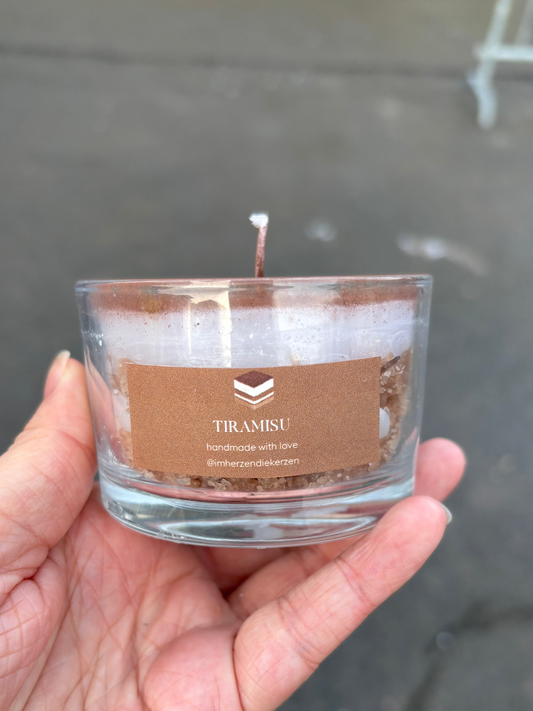 TIRAMISU
handmade with love
@imherzendiekerzen